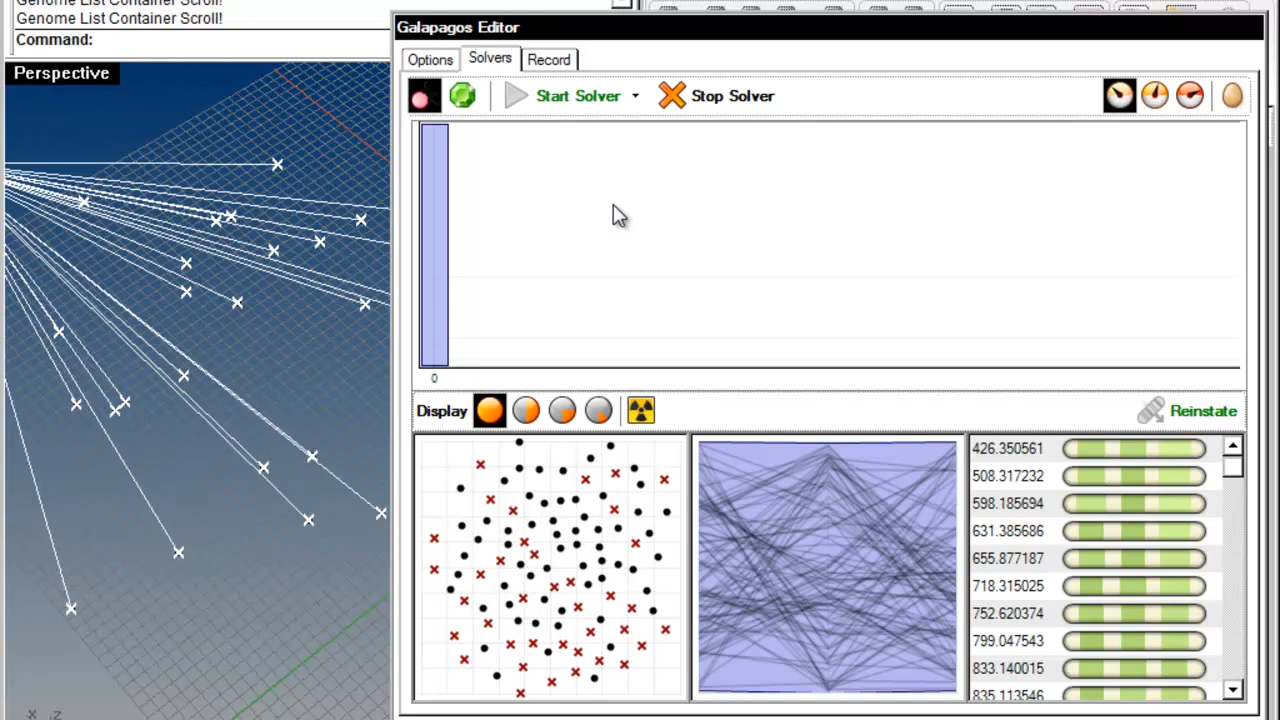 Genome List Container Scroll!
Genome List Container Scroll!
Command:
Perspective
Galapagos Editor
Options
Solvers
Record
Start Solver
Stop Solver
0
Display
Reinstate
426.350561
508.317232
598.185694
631.385686
655.877187
718.315025
752.620374
799.047543
833.140015
835.113546
x z